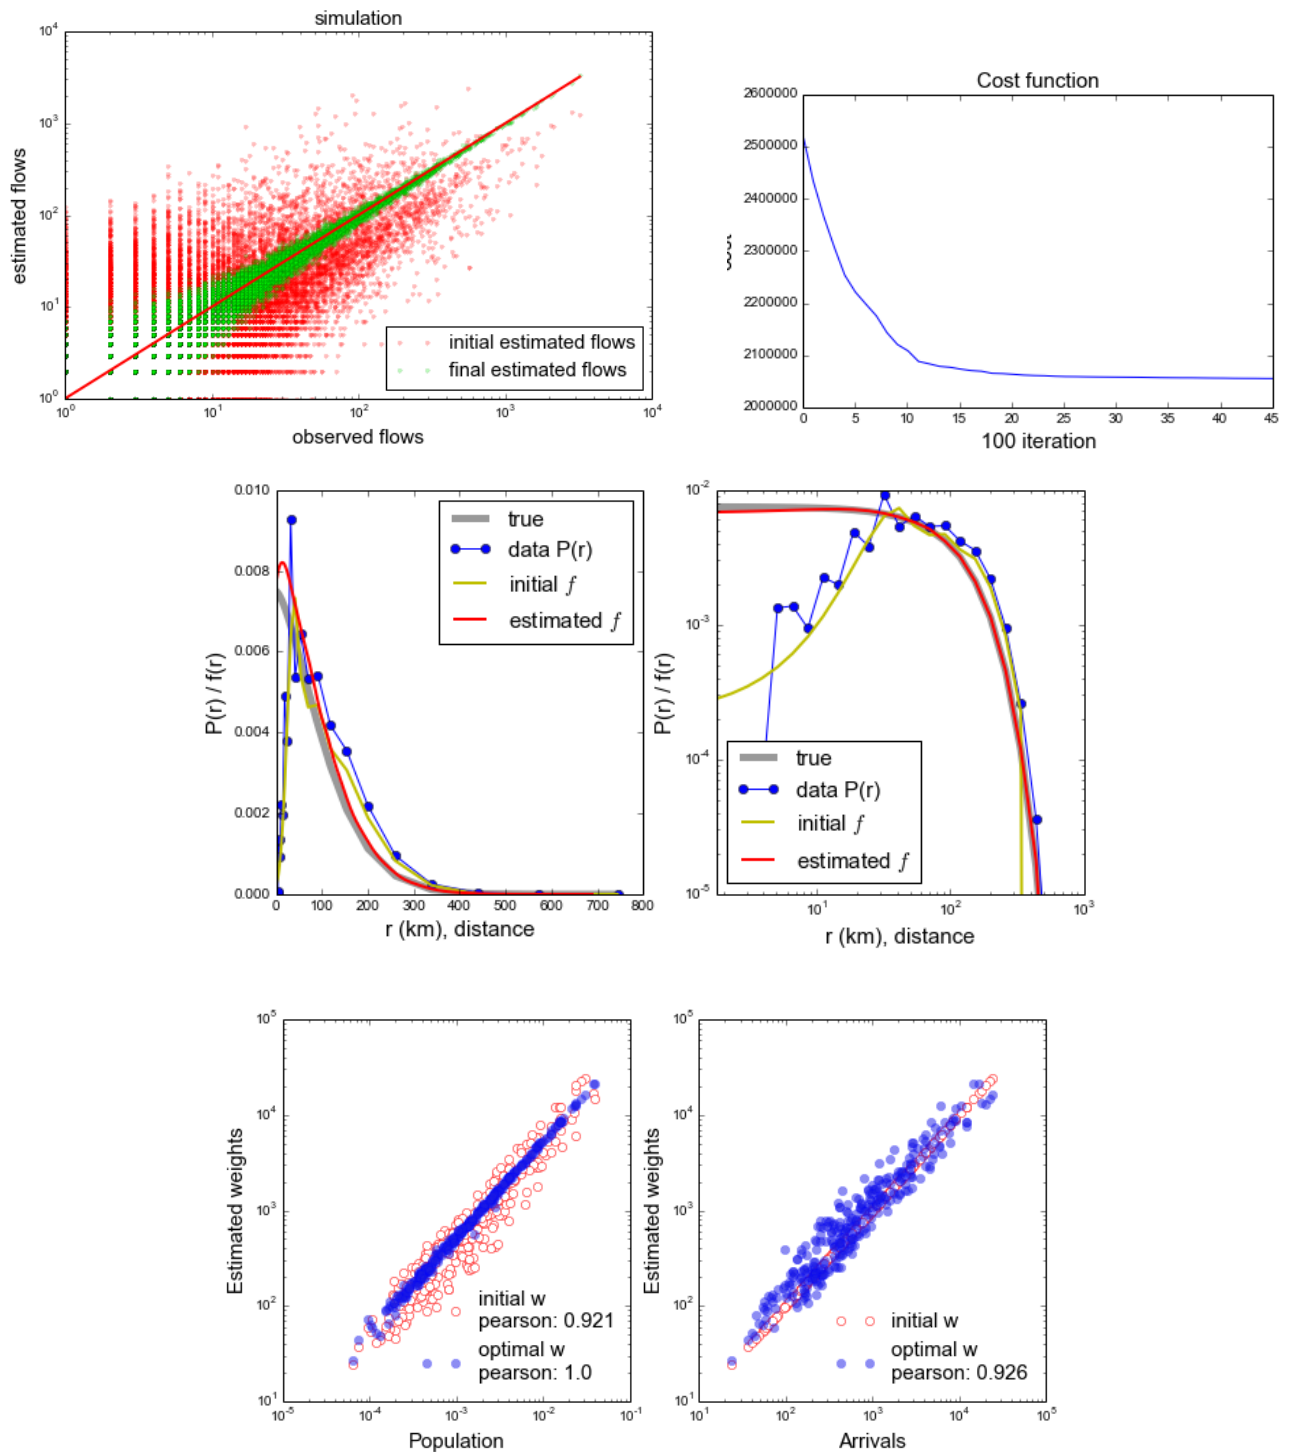 simulation
10^4
10^3
10^2
10^1
10^0
estimated flows
initial estimated flows
final estimated flows
10^0 10^1 10^2 10^3 10^4
observed flows
Cost function
2600000
2500000
2400000
2300000
2200000
2100000
2000000
0 5 10 15 20 25 30 35 40 45
100 iteration
0.010
0.008
0.006
0.004
0.002
0.000
P(r) / f(r)
true
data P(r)
initial f
estimated f
0 100 200 300 400 500 600 700 800
r (km), distance
10^-2
10^-3
10^-4
10^-5
P(r) / f(r)
true
data P(r)
initial f
estimated f
10^1 10^2 10^3
r (km), distance
10^5
10^4
10^3
10^2
10^1
Estimated weights
initial w
pearson: 0.921
optimal w
pearson: 1.0
10^-5 10^-4 10^-3 10^-2 10^-1
Population
10^5
10^4
10^3
10^2
10^1
Estimated weights
initial w
optimal w
pearson: 0.926
10^1 10^2 10^3 10^4 10^5
Arrivals